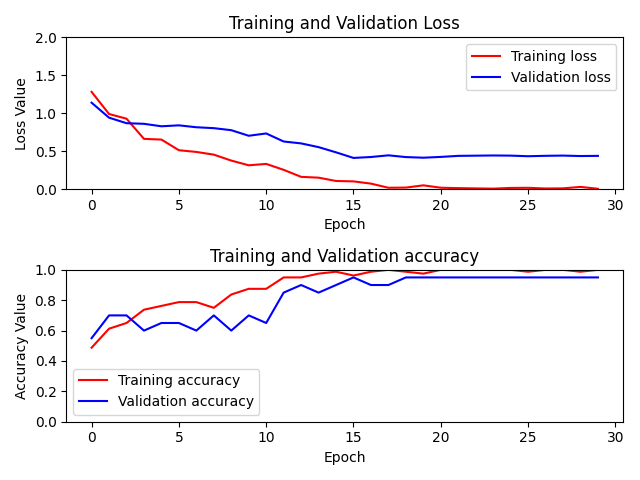 Training and Validation Loss
2.0
1.5
1.0
0.5
0.0
Loss Value
Training loss
Validation loss
0 5 10 15 20 25 30
Epoch
Training and Validation accuracy
1.0
0.8
0.6
0.4
0.2
0.0
Accuracy Value
Training accuracy
Validation accuracy
0 5 10 15 20 25 30
Epoch